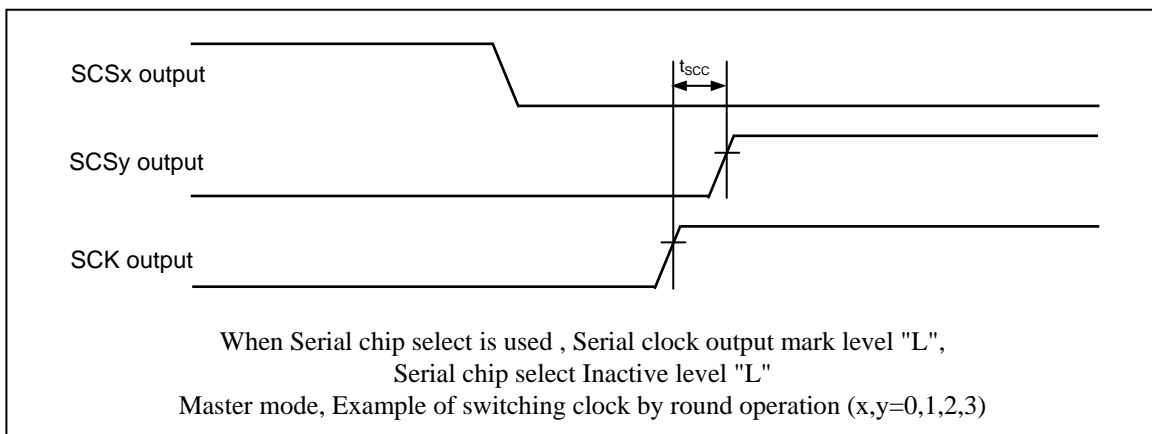 SCSx output
tSCC
SCSy output
SCK output
When Serial chip select is used , Serial clock output mark level "L",
Serial chip select Inactive level "L"
Master mode, Example of switching clock by round operation (x,y=0,1,2,3)